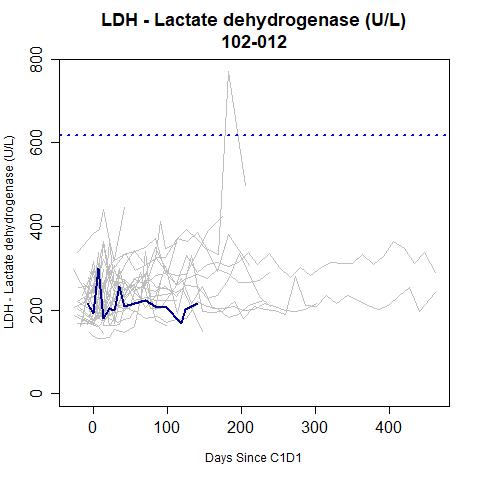 LDH - Lactate dehydrogenase (U/L)
102-012
LDH - Lactate dehydrogenase (U/L)
800
600
400
200
0
0 100 200 300 400
Days Since C1D1